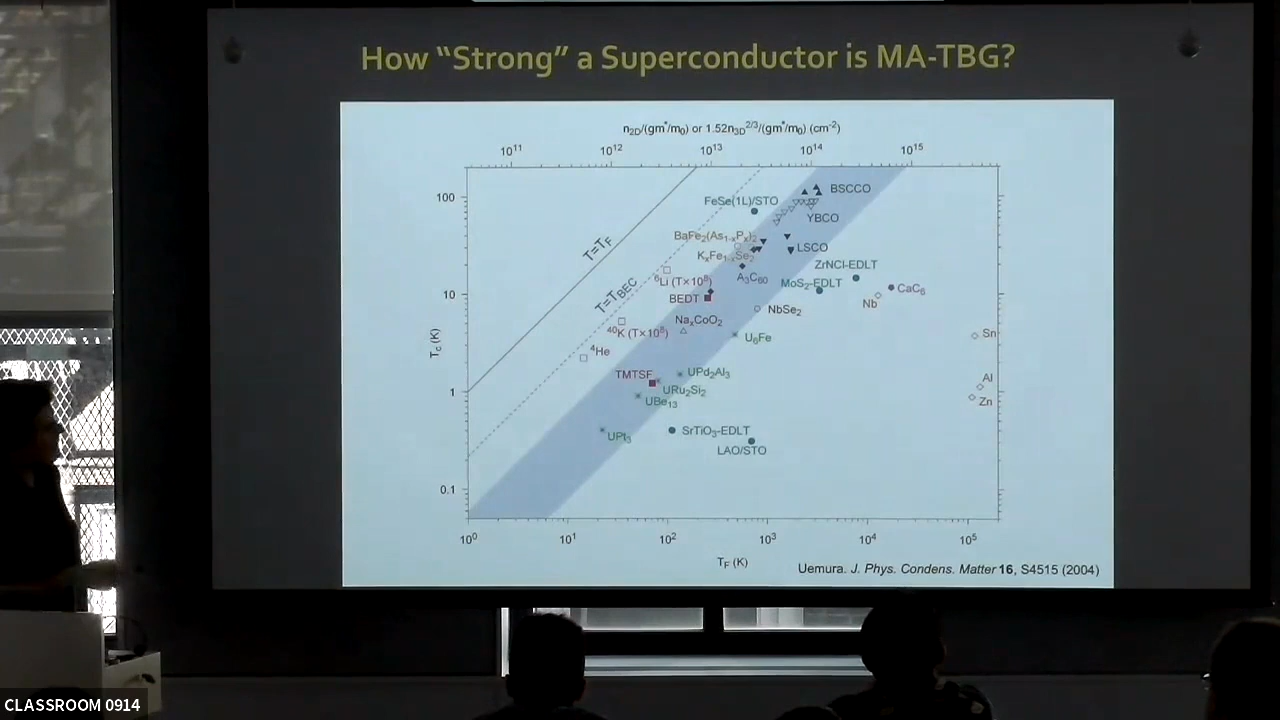 How “Strong” a Superconductor is MA-TBG?
n2D/(gm*/m0) or 1.52n3D^2/3/(gm*/m0) (cm^-2)
10^11 10^12 10^13 10^14 10^15
100
10
1
0.1
Tc (K)
T=TF
T=TBEC
FeSe(1L)/STO
BSCCO
YBCO
BaFe2(As1-xPx)2
LSCO
KxFe1-xSe2
ZrNCl-EDLT
6Li (T×10^8)
A3C60
MoS2-EDLT
CaC6
BEDT
Nb
NbSe2
NaxCoO2
40K (T×10^8)
U6Fe
Sn
4He
TMTSF
UPd2Al3
Al
URu2Si2
UBe13
Zn
UPt3
SrTiO3-EDLT
LAO/STO
10^0 10^1 10^2 10^3 10^4 10^5
TF (K)
Uemura. J. Phys. Condens. Matter 16, S4515 (2004)
CLASSROOM 0914